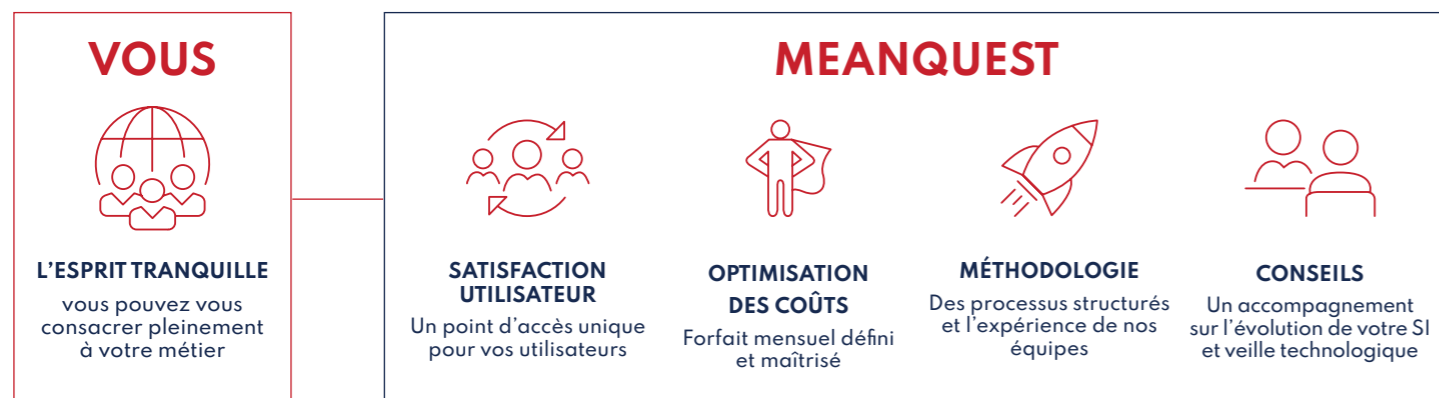 VOUS
L'ESPRIT TRANQUILLE
vous pouvez vous
consacrer pleinement
à votre métier
MEANQUEST
SATISFACTION
UTILISATEUR
Un point d'accès unique
pour vos utilisateurs
OPTIMISATION
DES COÛTS
Forfait mensuel défini
et maîtrisé
MÉTHODOLOGIE
Des processus structurés
et l'expérience de nos
équipes
CONSEILS
Un accompagnement
sur l'évolution de votre SI
et veille technologique